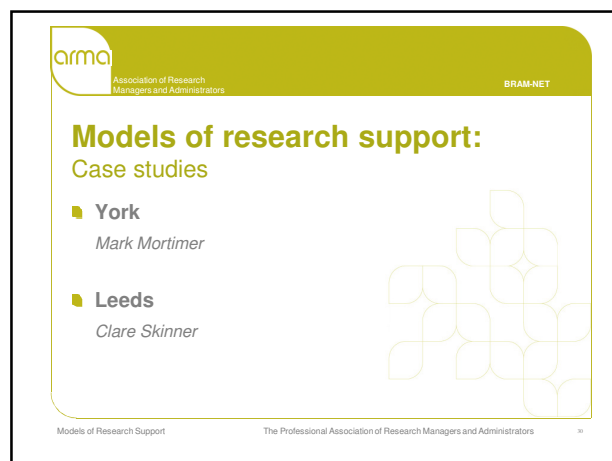 arma
Association of Research
Managers and Administrators
BRAM-NET
Models of research support:
Case studies
York
Mark Mortimer
Leeds
Clare Skinner
Models of Research Support
The Professional Association of Research Managers and Administrators
30